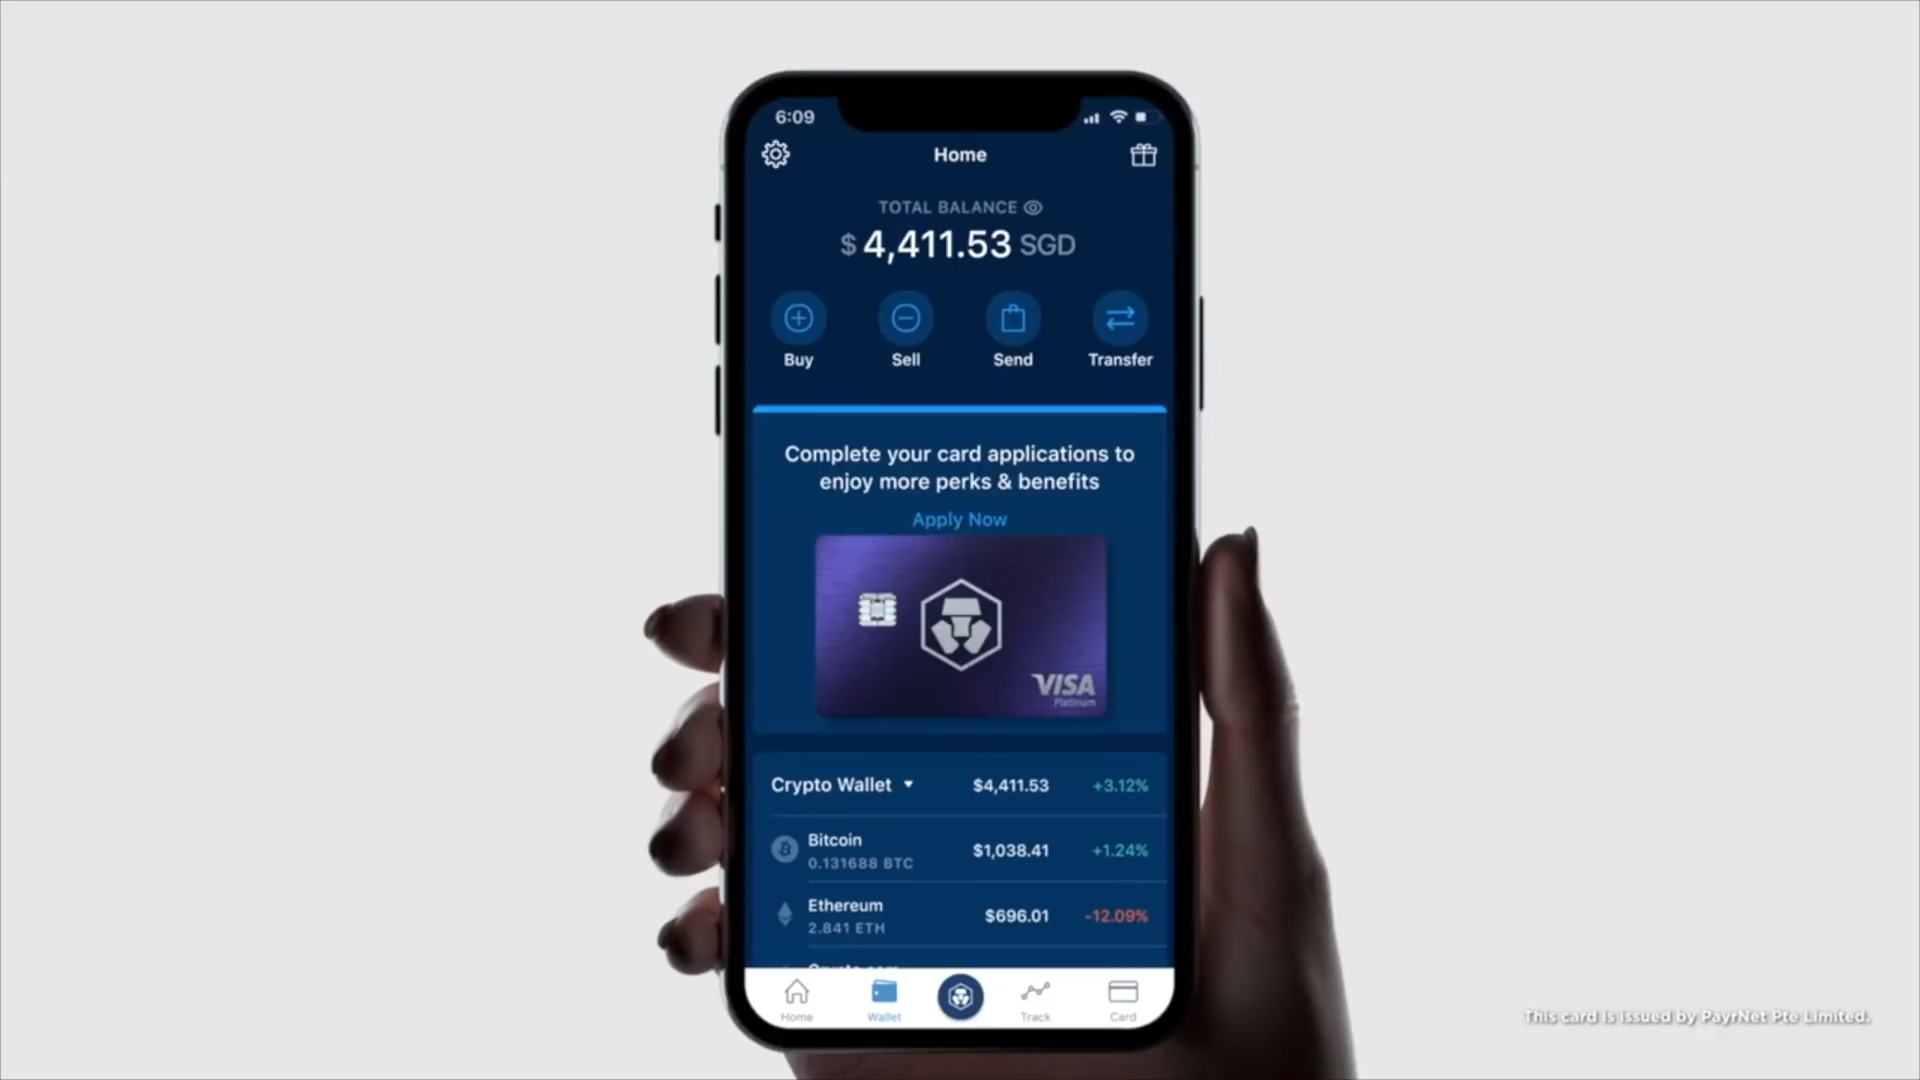 6:09
Home
TOTAL BALANCE
$ 4,411.53 SGD
Buy Sell Send Transfer
Complete your card applications to
enjoy more perks & benefits
Apply Now
VISA
Platinum
Crypto Wallet $4,411.53 +3.12%
Bitcoin
0.131688 BTC $1,038.41 +1.24%
Ethereum
2.841 ETH $696.01 -12.09%
Home Wallet Track Card
This card is issued by PayrNet Pte Limited.